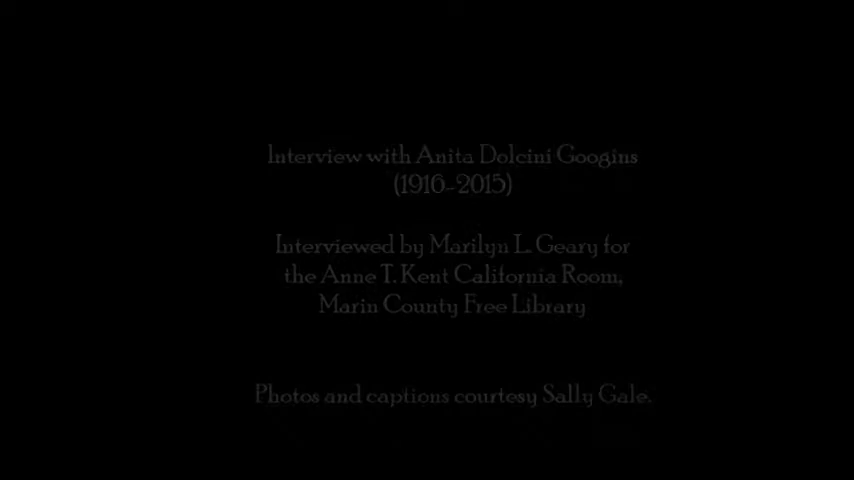 Interview with Anita Dolcini Googins
(1916-2015)
Interviewed by Marilyn L. Geary for
the Anne T. Kent California Room,
Marin County Free Library
Photos and captions courtesy Sally Gale.